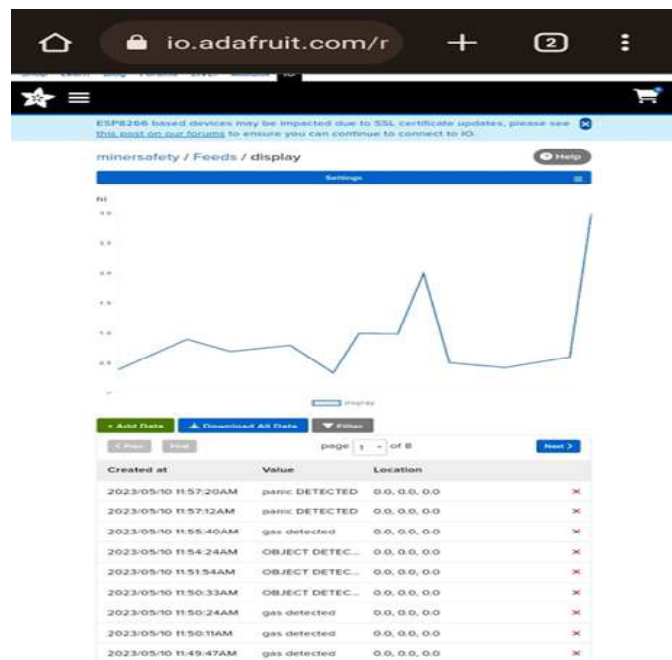 io.adafruit.com/r
2
ESP8266 based devices may be impacted due to SSL certificate updates, please see
this post on our forums to ensure you can continue to connect to IO.
minersafety / Feeds / display
Help
Settings
display
+ Add Data
Download All Data
Filter
< Prev
First
page 1 of 8
Next >
Created at Value Location
2023/05/10 11:57:20AM panic DETECTED 0.0, 0.0, 0.0
2023/05/10 11:57:12AM panic DETECTED 0.0, 0.0, 0.0
2023/05/10 11:55:40AM gas detected 0.0, 0.0, 0.0
2023/05/10 11:54:24AM OBJECT DETEC... 0.0, 0.0, 0.0
2023/05/10 11:51:54AM OBJECT DETEC... 0.0, 0.0, 0.0
2023/05/10 11:50:33AM OBJECT DETEC... 0.0, 0.0, 0.0
2023/05/10 11:50:24AM gas detected 0.0, 0.0, 0.0
2023/05/10 11:50:11AM gas detected 0.0, 0.0, 0.0
2023/05/10 11:49:47AM gas detected 0.0, 0.0, 0.0